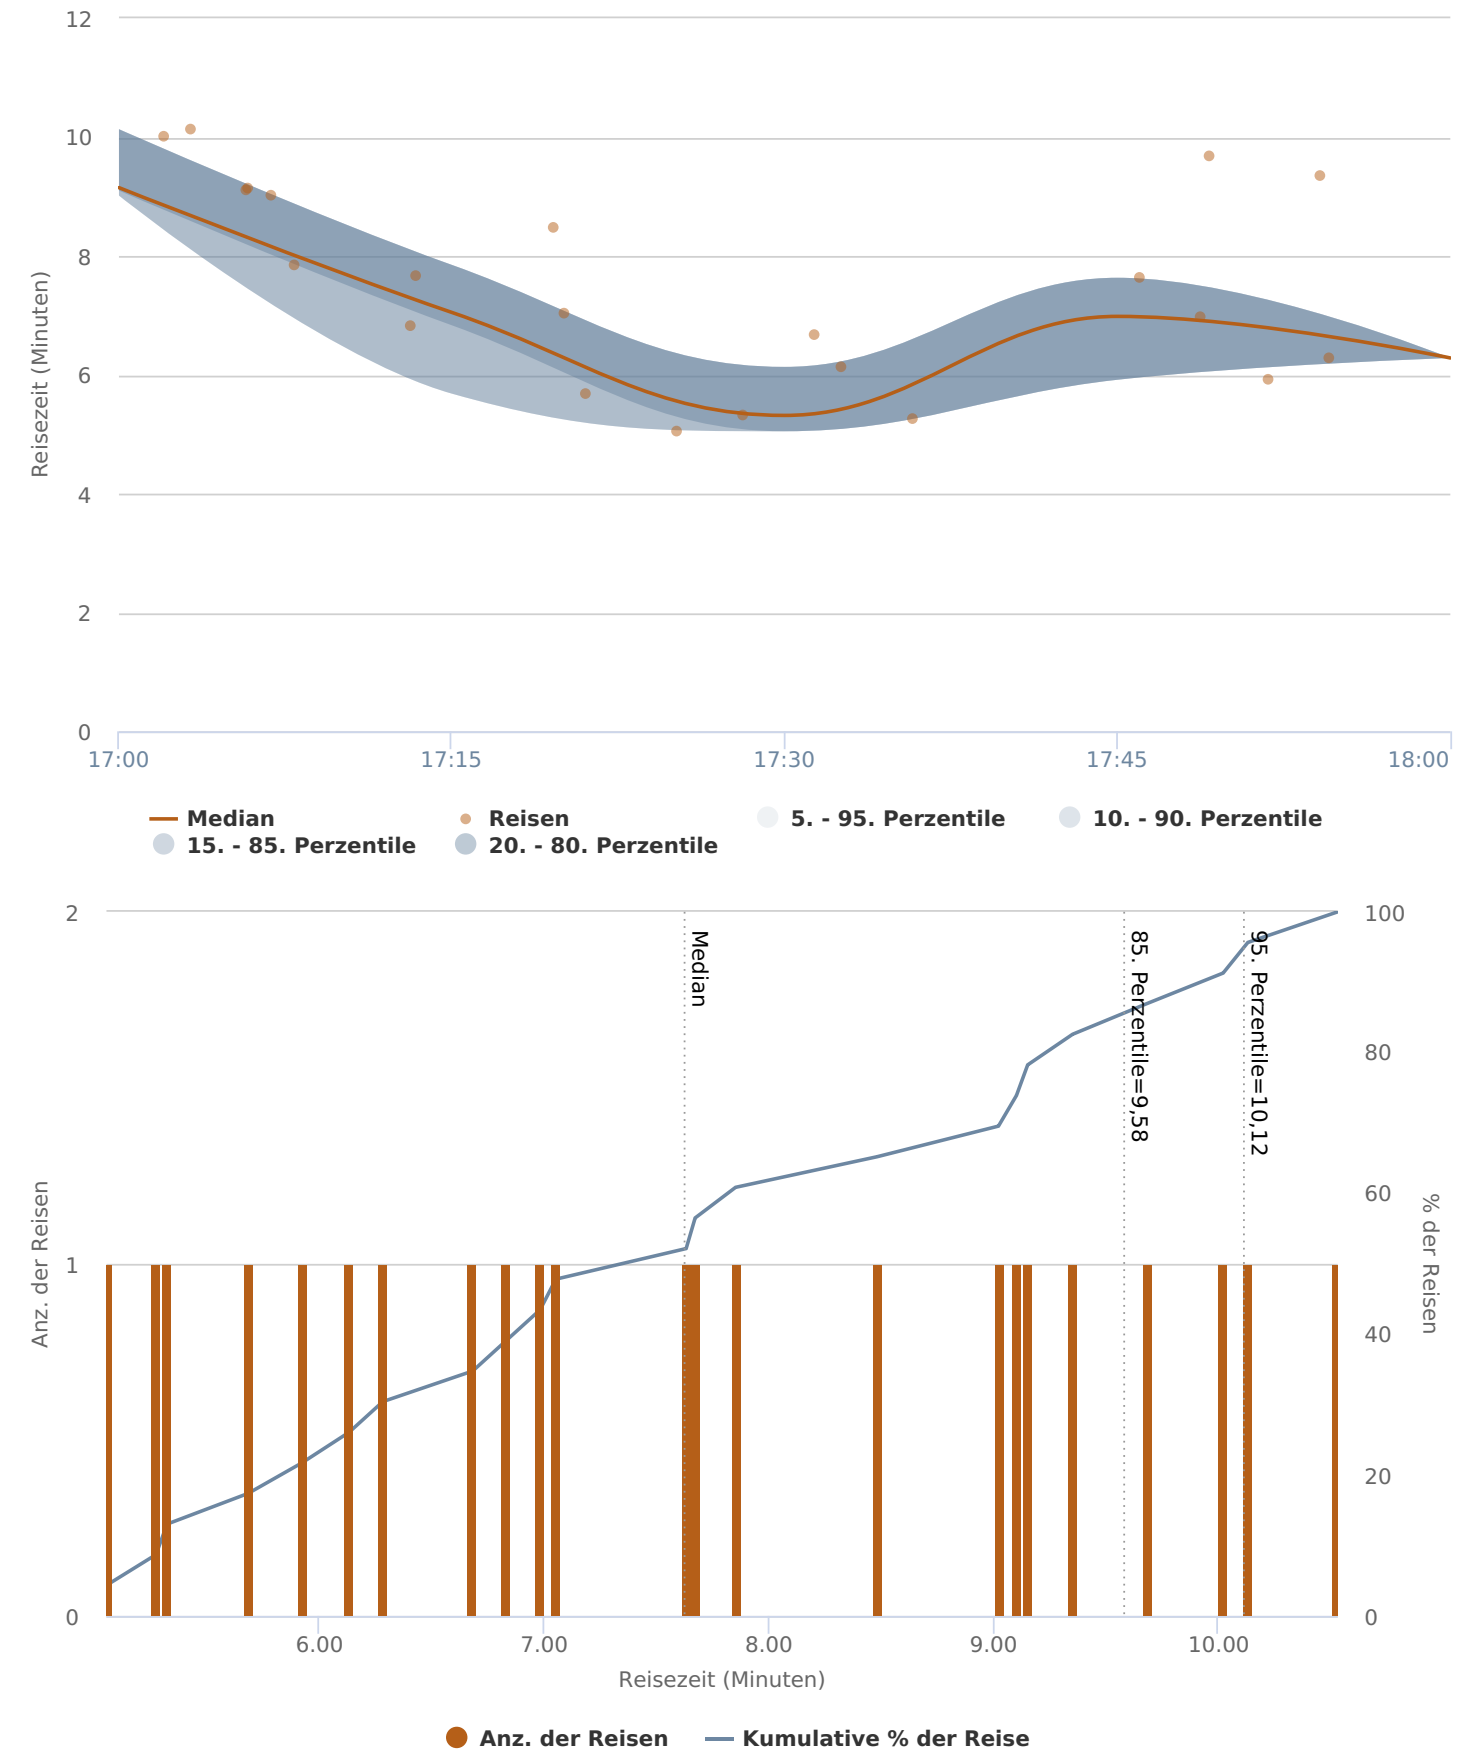 12
10
8
6
4
2
0
Reisezeit (Minuten)
17:00 17:15 17:30 17:45 18:00
Median Reisen 5. - 95. Perzentile 10. - 90. Perzentile
15. - 85. Perzentile 20. - 80. Perzentile
2
1
0
Anz. der Reisen
Median
85. Perzentile=9,58
95. Perzentile=10,12
100
80
60
40
20
0
% der Reisen
6.00 7.00 8.00 9.00 10.00
Reisezeit (Minuten)
Anz. der Reisen Kumulative % der Reise